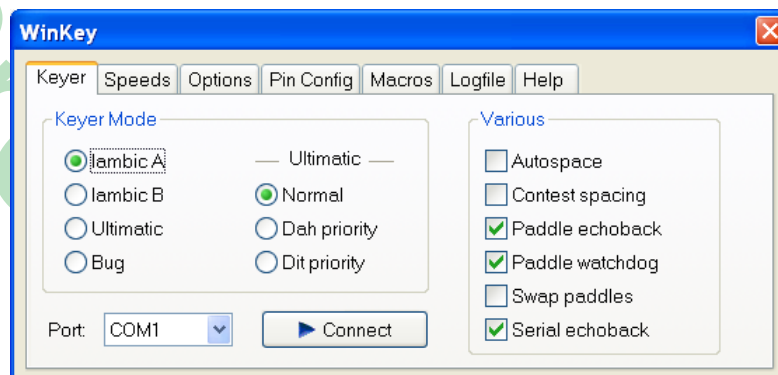 WinKey
Keyer Speeds Options Pin Config Macros Logfile Help
Keyer Mode
Iambic A
Iambic B
Ultimatic
Bug
Ultimatic
Normal
Dah priority
Dit priority
Various
Autospace
Contest spacing
Paddle echoback
Paddle watchdog
Swap paddles
Serial echoback
Port: COM1 Connect